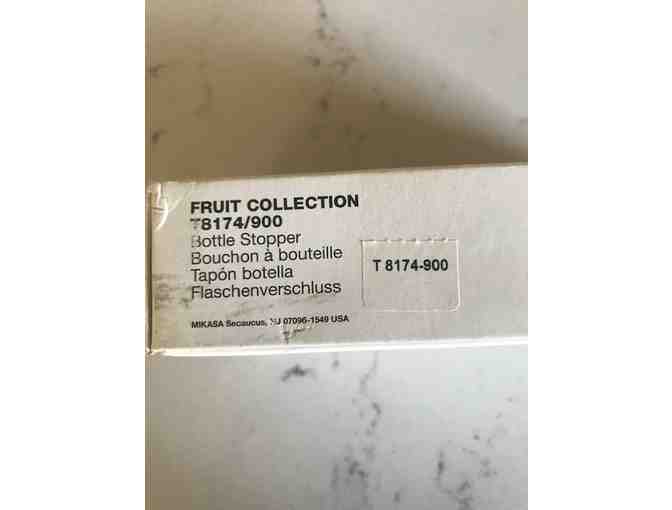 FRUIT COLLECTION
T8174/900
Bottle Stopper
Bouchon à bouteille
Tapón botella
Flaschenverschluss
MIKASA Secaucus, NJ 07096-1549 USA
T 8174-900